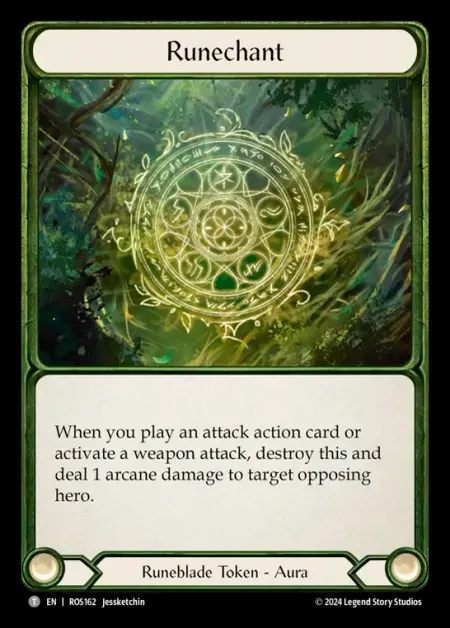 Runechant
When you play an attack action card or
activate a weapon attack, destroy this and
deal 1 arcane damage to target opposing
hero.
Runeblade Token - Aura
T EN | ROS162 Jessketchin © 2024 Legend Story Studios